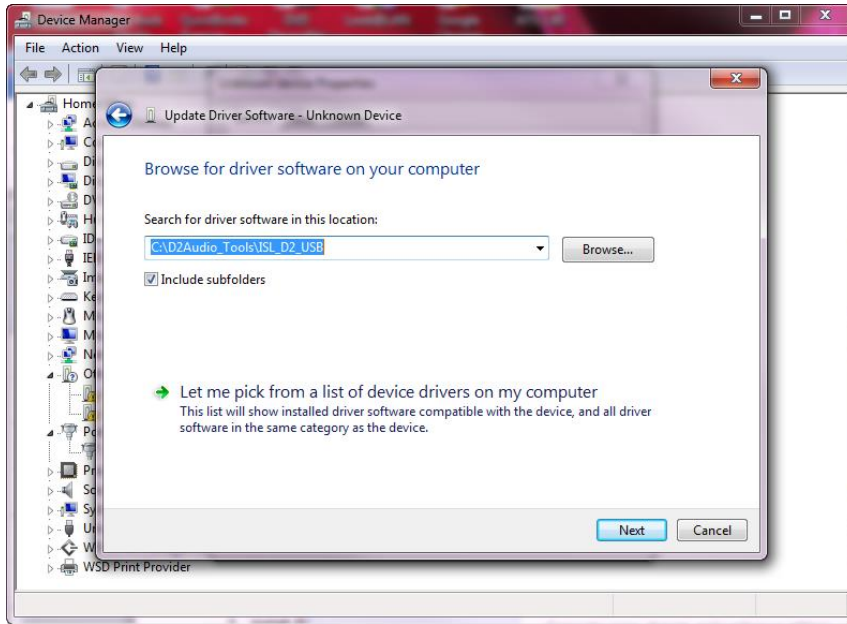 Device Manager
File Action View Help
Home
Update Driver Software - Unknown Device
Browse for driver software on your computer
Search for driver software in this location:
C:\D2Audio_Tools\ISL_D2_USB
Browse...
Include subfolders
Let me pick from a list of device drivers on my computer
This list will show installed driver software compatible with the device, and all driver
software in the same category as the device.
Next Cancel
WSD Print Provider